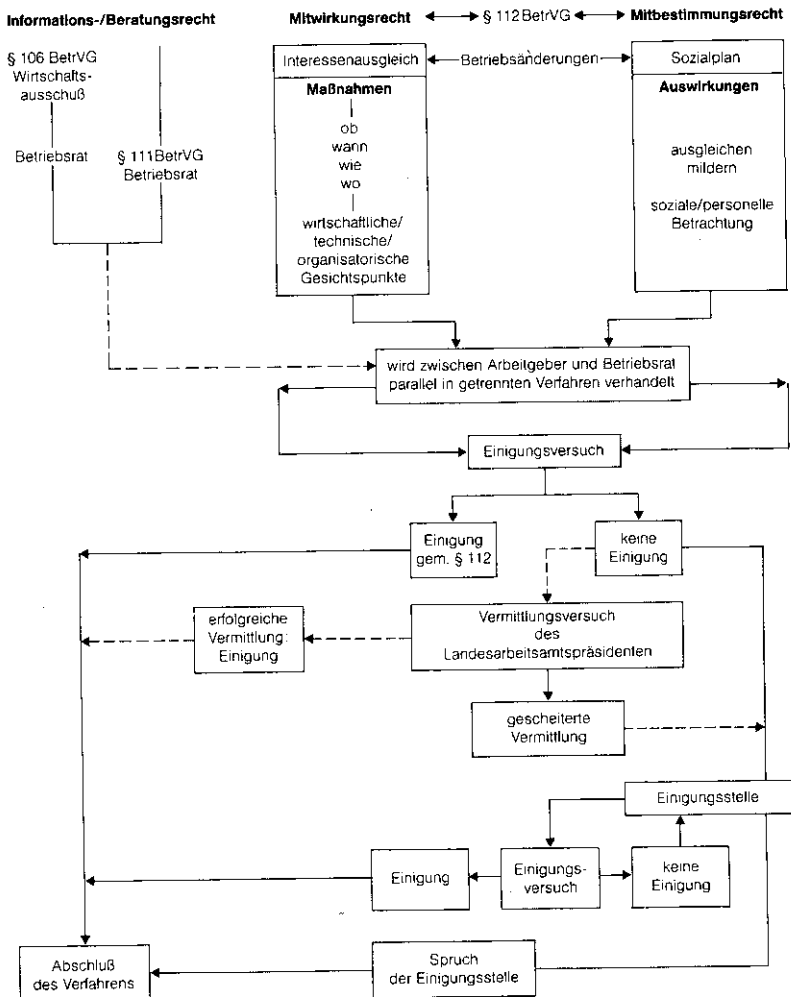 Informations-/Beratungsrecht
Mitwirkungsrecht
§ 112 BetrVG
Mitbestimmungsrecht
§ 106 BetrVG
Wirtschafts-
ausschuß
Betriebsrat
§ 111 BetrVG
Betriebsrat
Interessenausgleich
Betriebsänderungen
Sozialplan
Maßnahmen
ob
wann
wie
wo
wirtschaftliche/
technische/
organisatorische
Gesichtspunkte
Auswirkungen
ausgleichen
mildern
soziale/personelle
Betrachtung
wird zwischen Arbeitgeber und Betriebsrat
parallel in getrennten Verfahren verhandelt
Einigungsversuch
Einigung
gem. § 112
keine
Einigung
Vermittlungsversuch
des
Landesarbeitsamtspräsidenten
erfolgreiche
Vermittlung:
Einigung
gescheiterte
Vermittlung
Einigungsstelle
Einigung
Einigungs-
versuch
keine
Einigung
Abschluß
des Verfahrens
Spruch
der Einigungsstelle